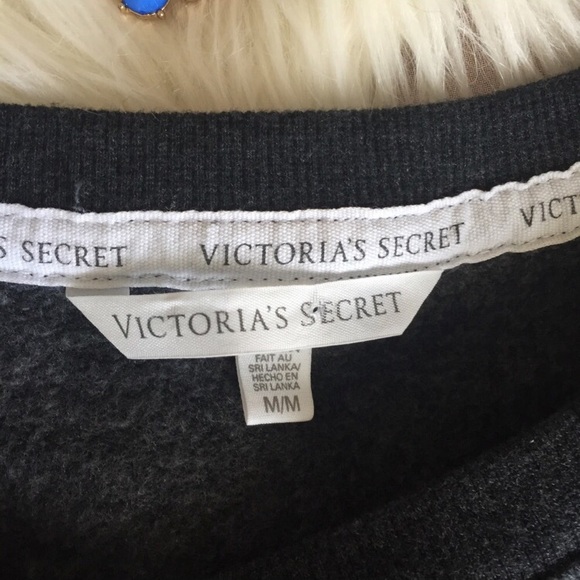 S SECRET VICTORIA'S SECRET VICT
VICTORIA'S SECRET
FAIT AU
SRI LANKA/
HECHO EN
SRI LANKA
M/M